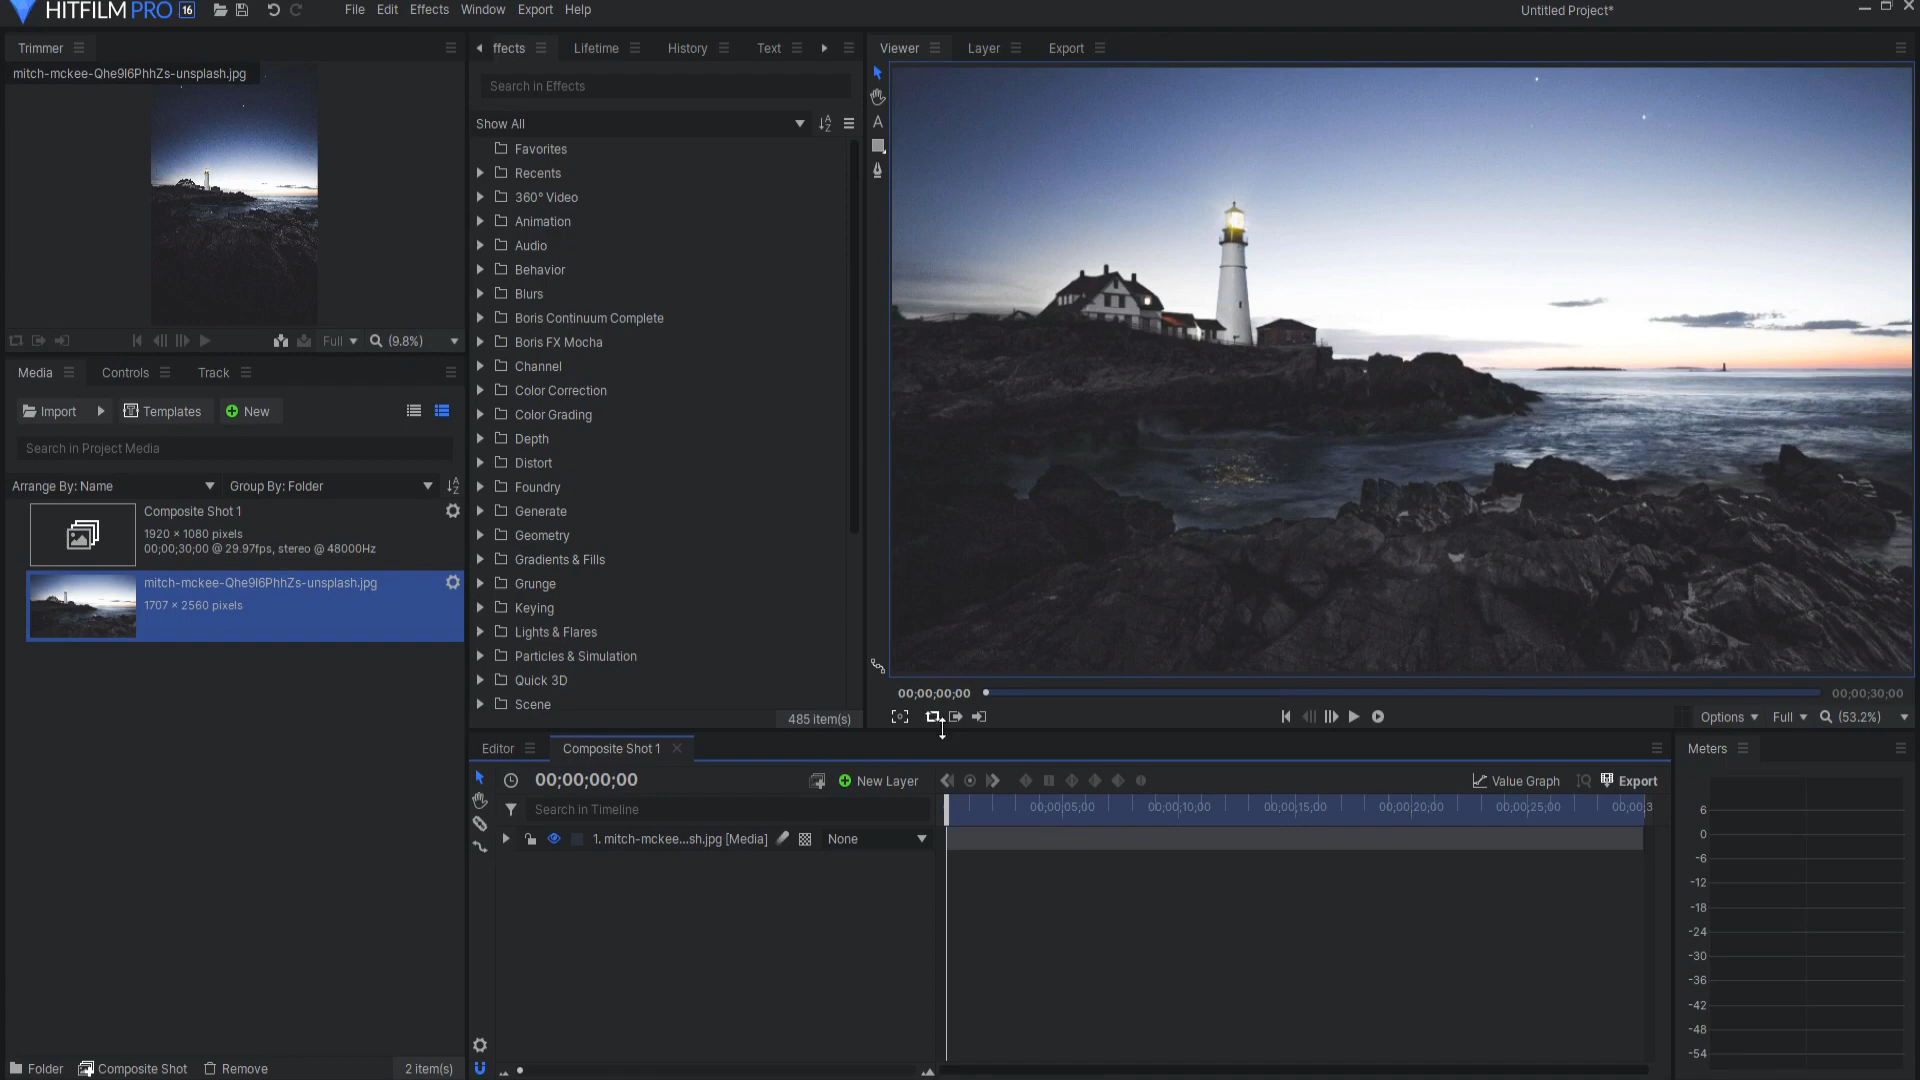 HITFILM PRO 16
File Edit Effects Window Export Help
Untitled Project*
Trimmer
mitch-mckee-Qhe9I6PhhZs-unsplash.jpg
Full (9.8%)
Media Controls Track
Import Templates New
Search in Project Media
Arrange By: Name Group By: Folder
Composite Shot 1
1920 × 1080 pixels
00;00;30;00 @ 29.97fps, stereo @ 48000Hz
mitch-mckee-Qhe9I6PhhZs-unsplash.jpg
1707 × 2560 pixels
Folder Composite Shot Remove 2 item(s)
ffects Lifetime History Text
Search in Effects
Show All
Favorites
Recents
360° Video
Animation
Audio
Behavior
Blurs
Boris Continuum Complete
Boris FX Mocha
Channel
Color Correction
Color Grading
Depth
Distort
Foundry
Generate
Geometry
Gradients & Fills
Grunge
Keying
Lights & Flares
Particles & Simulation
Quick 3D
Scene
485 item(s)
Viewer Layer Export
A
00;00;00;00 00;00;30;00
Options Full (53.2%)
Editor Composite Shot 1
00;00;00;00 New Layer Value Graph Export
Search in Timeline
00;00;05;00 00;00;10;00 00;00;15;00 00;00;20;00 00;00;25;00 00;00;3
1. mitch-mckee...sh.jpg [Media] None
Meters
6
0
-6
-12
-18
-24
-30
-36
-42
-48
-54